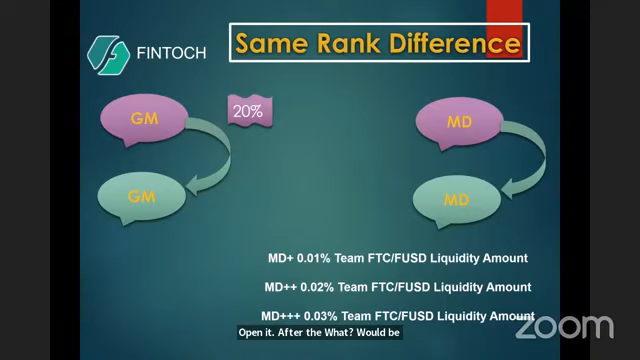 FINTOCH
Same Rank Difference
GM
20%
MD
GM
MD
MD+ 0.01% Team FTC/FUSD Liquidity Amount
MD++ 0.02% Team FTC/FUSD Liquidity Amount
MD+++ 0.03% Team FTC/FUSD Liquidity Amount
Open it. After the What? Would be
zoom